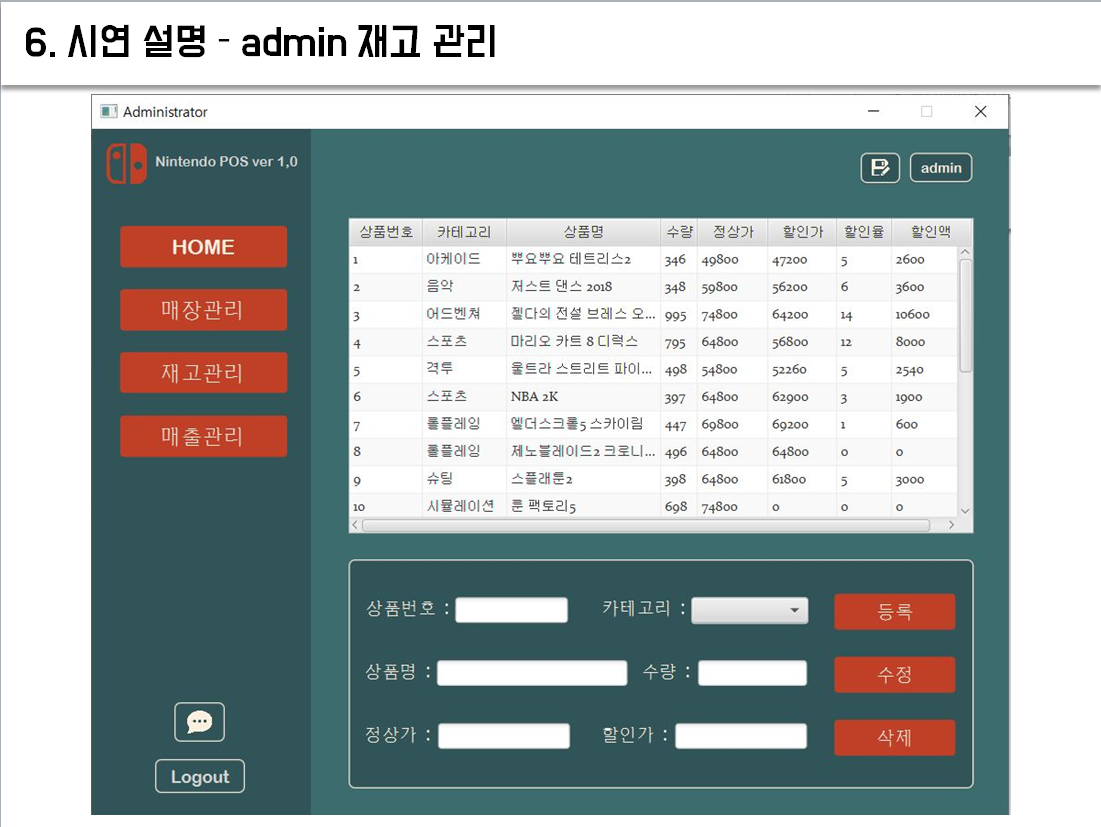 6. 시연 설명 - admin 재고 관리
Administrator
Nintendo POS ver 1,0
admin
HOME
매장관리
재고관리
매출관리
Logout
상품번호 카테고리 상품명 수량 정상가 할인가 할인율 할인액
1 아케이드 뿌요뿌요 테트리스2 346 49800 47200 5 2600
2 음악 저스트 댄스 2018 348 59800 56200 6 3600
3 어드벤쳐 젤다의 전설 브레스 오... 995 74800 64200 14 10600
4 스포츠 마리오 카트 8 디럭스 795 64800 56800 12 8000
5 격투 울트라 스트리트 파이... 498 54800 52260 5 2540
6 스포츠 NBA 2K 397 64800 62900 3 1900
7 롤플레잉 엘더스크롤5 스카이림 447 69800 69200 1 600
8 롤플레잉 제노블레이드2 크로니... 496 64800 64800 0 0
9 슈팅 스플래툰2 398 64800 61800 5 3000
10 시뮬레이션 룬 팩토리5 698 74800 0 0 0
상품번호 : 카테고리 : 등록
상품명 : 수량 : 수정
정상가 : 할인가 : 삭제